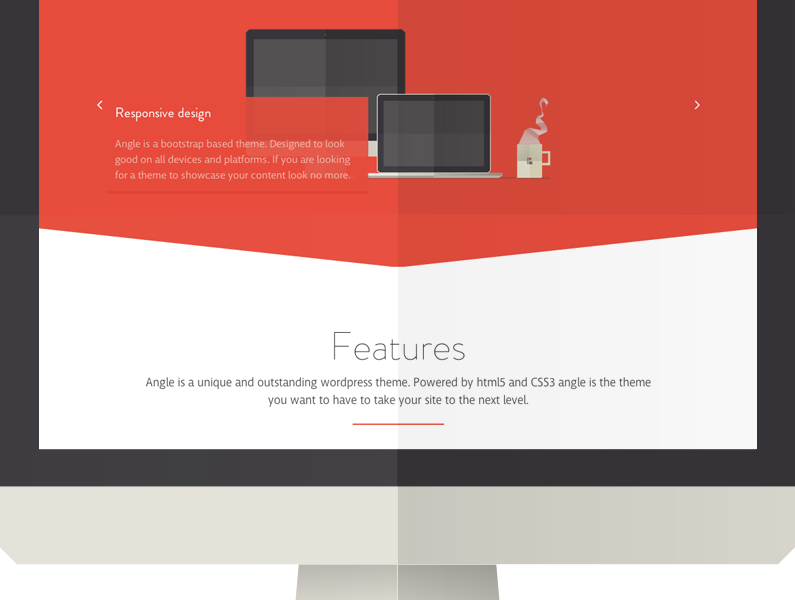 Responsive design
Angle is a bootstrap based theme. Designed to look
good on all devices and platforms. If you are looking
for a theme to showcase your content look no more.
Features
Angle is a unique and outstanding wordpress theme. Powered by html5 and CSS3 angle is the theme
you want to have to take your site to the next level.